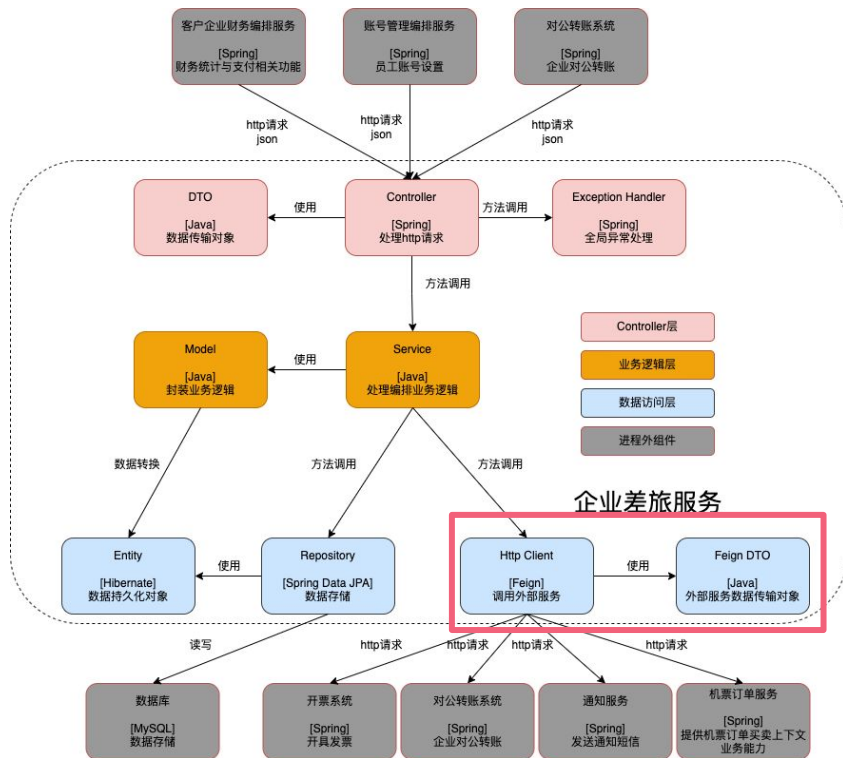 客户企业财务编排服务
[Spring]
财务统计与支付相关功能
账号管理编排服务
[Spring]
员工账号设置
对公转账系统
[Spring]
企业对公转账
http请求
json
http请求
json
http请求
json
DTO
[Java]
数据传输对象
使用
Controller
[Spring]
处理http请求
方法调用
Exception Handler
[Spring]
全局异常处理
方法调用
Model
[Java]
封装业务逻辑
使用
Service
[Java]
处理编排业务逻辑
Controller层
业务逻辑层
数据访问层
进程外组件
数据转换
方法调用
方法调用
企业差旅服务
Entity
[Hibernate]
数据持久化对象
使用
Repository
[Spring Data JPA]
数据存储
Http Client
[Feign]
调用外部服务
使用
Feign DTO
[Java]
外部服务数据传输对象
读写
http请求
http请求
http请求
http请求
数据库
[MySQL]
数据存储
开票系统
[Spring]
开具发票
对公转账系统
[Spring]
企业对公转账
通知服务
[Spring]
发送通知短信
机票订单服务
[Spring]
提供机票订单买卖上下文
业务能力